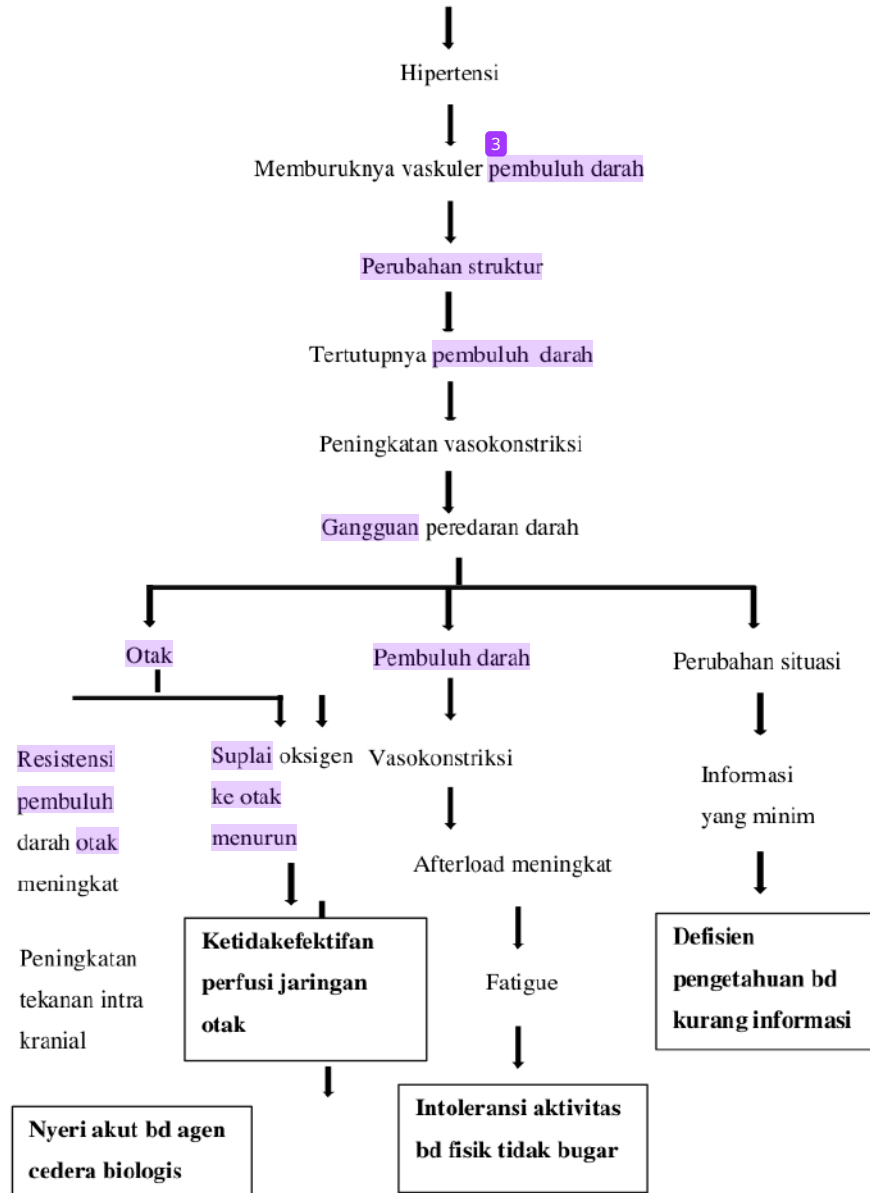 Hipertensi
3
Memburuknya vaskuler pembuluh darah
Perubahan struktur
Tertutupnya pembuluh darah
Peningkatan vasokonstriksi
Gangguan peredaran darah
Otak
Pembuluh darah
Perubahan situasi
Resistensi
pembuluh
darah otak
meningkat
Suplai oksigen
ke otak
menurun
Vasokonstriksi
Informasi
yang minim
Afterload meningkat
Peningkatan
tekanan intra
kranial
Ketidakefektifan
perfusi jaringan
otak
Fatigue
Defisien
pengetahuan bd
kurang informasi
Nyeri akut bd agen
cedera biologis
Intoleransi aktivitas
bd fisik tidak bugar